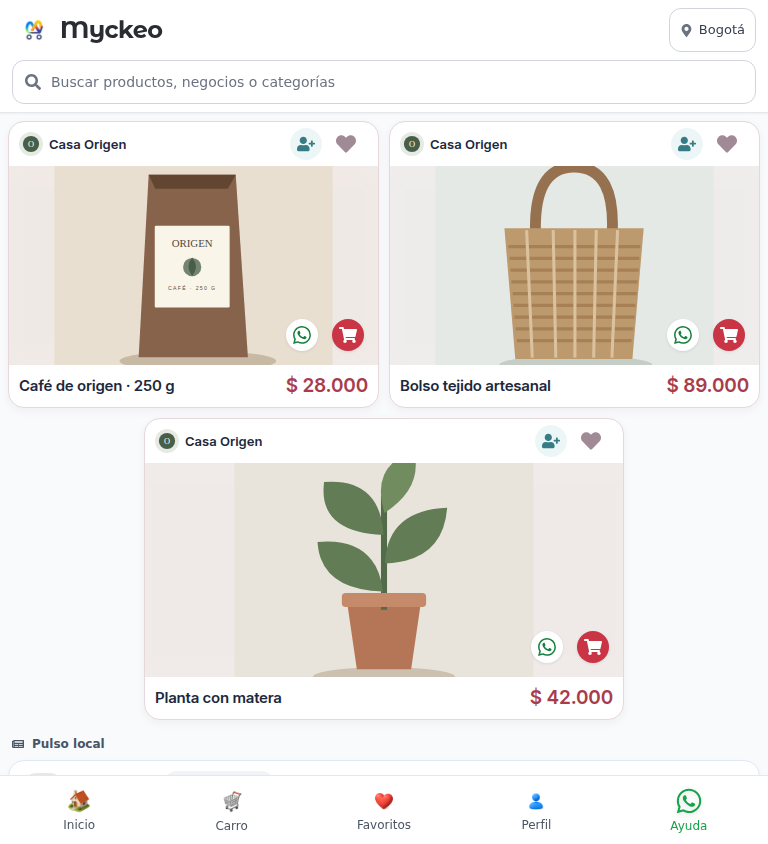 Myckeo
Bogotá
Buscar productos, negocios o categorías
O
Casa Origen
ORIGEN
CAFÉ · 250 G
Café de origen · 250 g
$ 28.000
O
Casa Origen
Bolso tejido artesanal
$ 89.000
O
Casa Origen
Planta con matera
$ 42.000
Pulso local
Inicio
Carro
Favoritos
Perfil
Ayuda